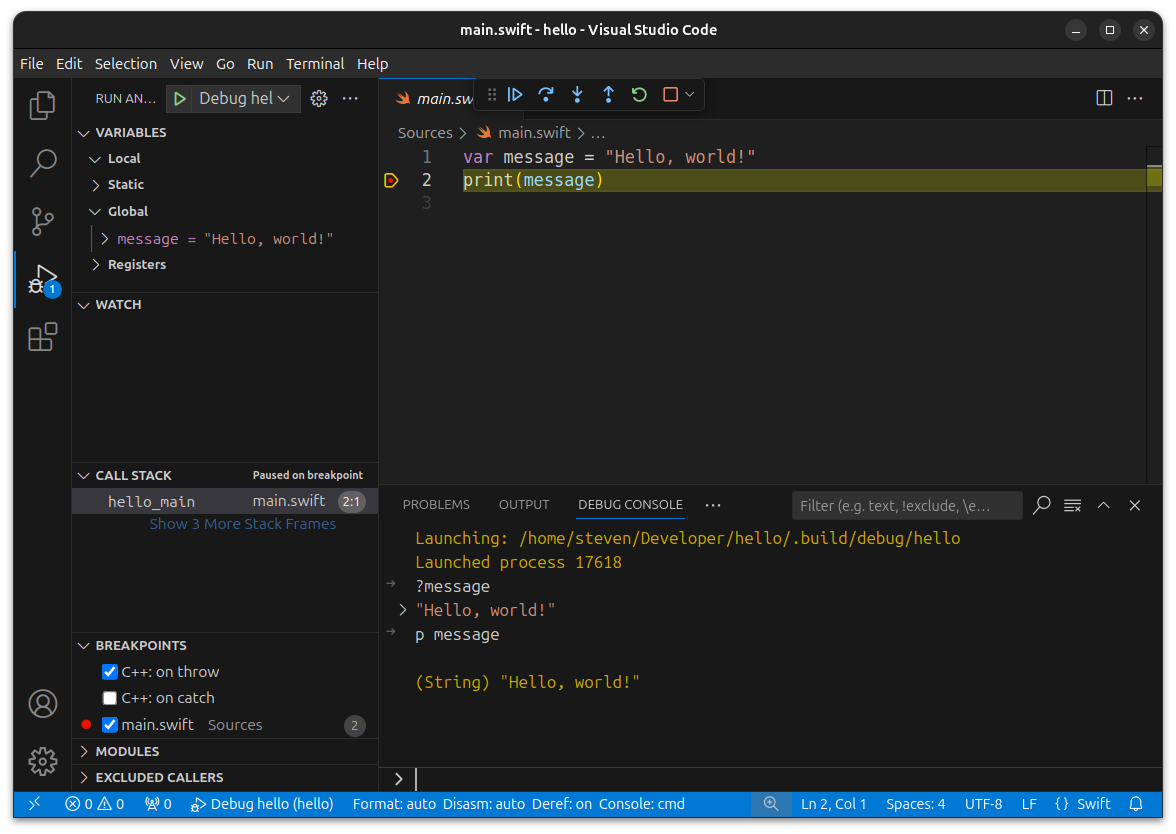 main.swift - hello - Visual Studio Code
File Edit Selection View Go Run Terminal Help
RUN AN... Debug hel ...
VARIABLES
Local
Static
Global
message = "Hello, world!"
Registers
WATCH
CALL STACK Paused on breakpoint
hello_main main.swift 2:1
Show 3 More Stack Frames
BREAKPOINTS
C++: on throw
C++: on catch
main.swift Sources 2
MODULES
EXCLUDED CALLERS
1
main.sw
Sources > main.swift > ...
1 var message = "Hello, world!"
2 print(message)
3
PROBLEMS OUTPUT DEBUG CONSOLE ... Filter (e.g. text, !exclude, \e...
Launching: /home/steven/Developer/hello/.build/debug/hello
Launched process 17618
?message
"Hello, world!"
p message
(String) "Hello, world!"
>
0 0 0 Debug hello (hello) Format: auto Disasm: auto Deref: on Console: cmd Ln 2, Col 1 Spaces: 4 UTF-8 LF {} Swift